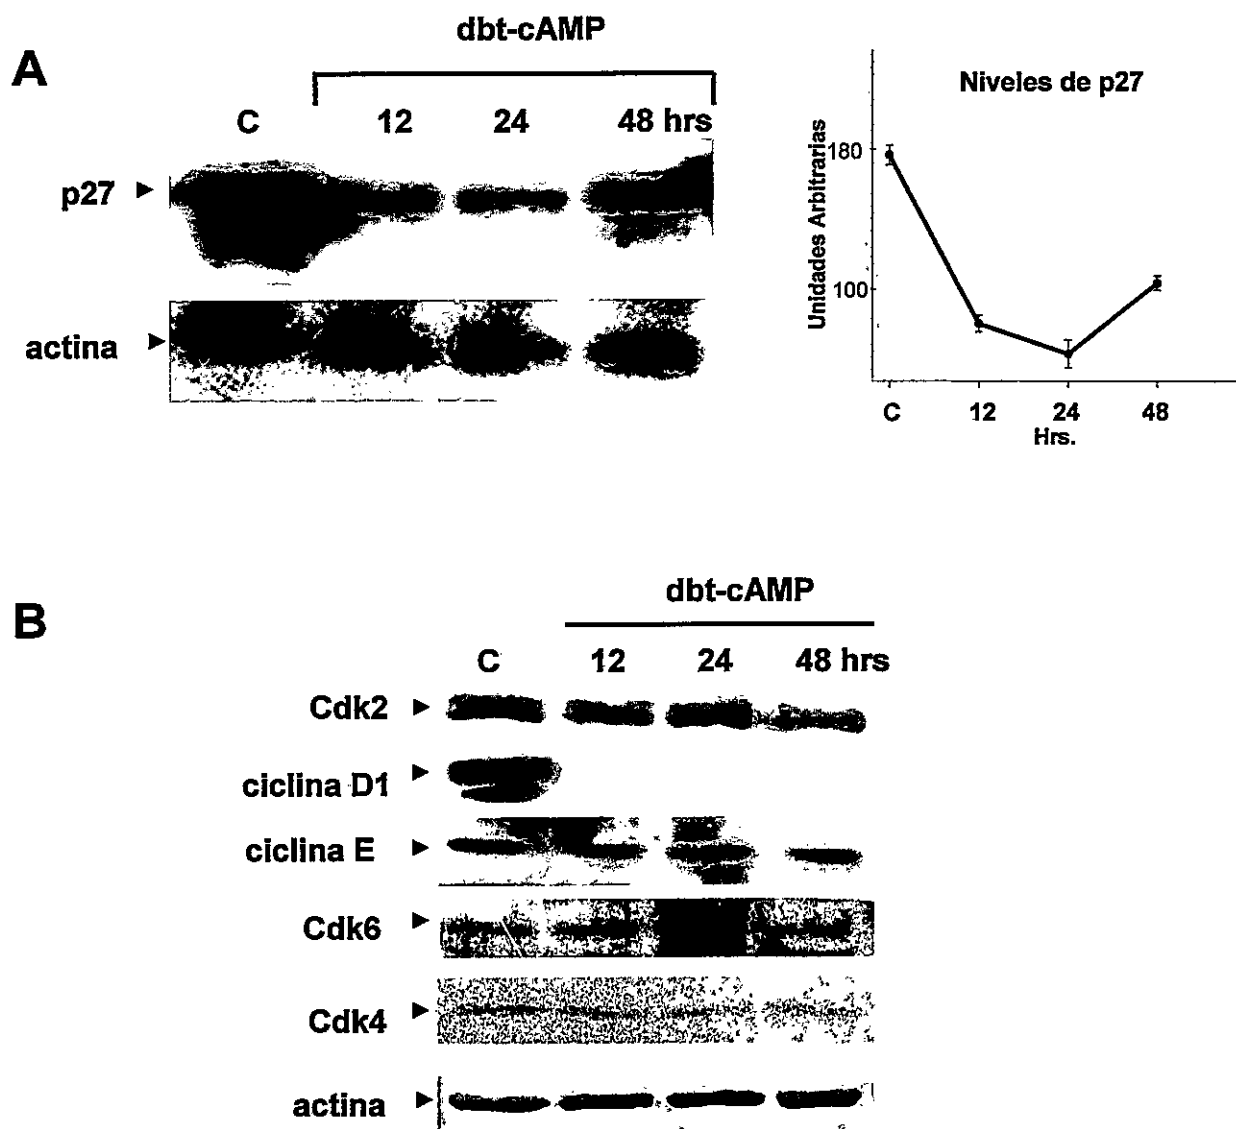 A
dbt-cAMP
C 12 24 48 hrs
p27
actina
Niveles de p27
Unidades Arbitrarias
180
100
C 12 24 48
Hrs.
B
dbt-cAMP
C 12 24 48 hrs
Cdk2
ciclina D1
ciclina E
Cdk6
Cdk4
actina